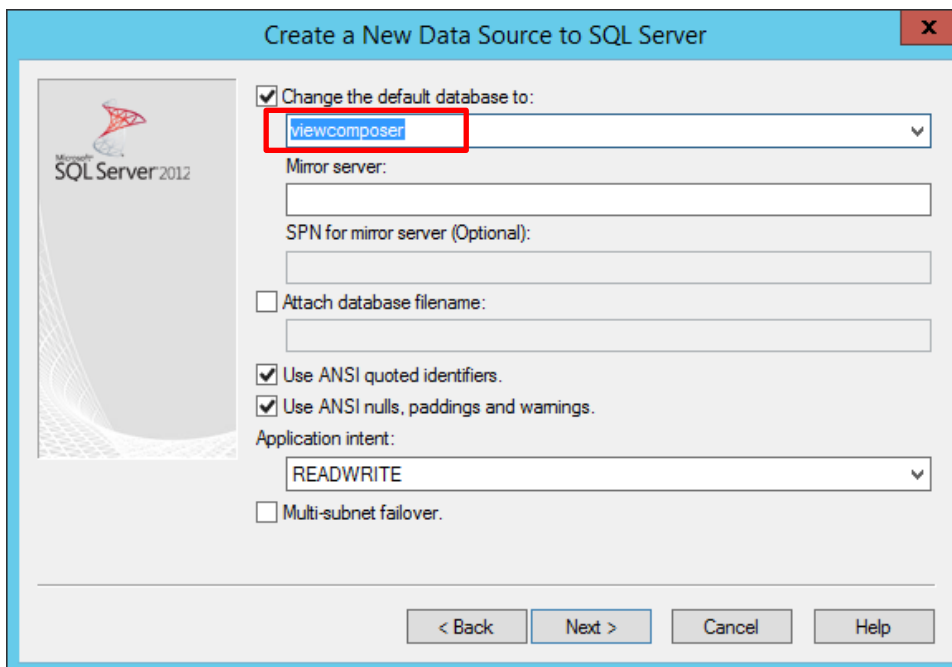 Create a New Data Source to SQL Server
x
Microsoft®
SQL Server 2012
Change the default database to:
viewcomposer
Mirror server:
SPN for mirror server (Optional):
Attach database filename:
Use ANSI quoted identifiers.
Use ANSI nulls, paddings and warnings.
Application intent:
READWRITE
Multi-subnet failover.
< Back Next > Cancel Help